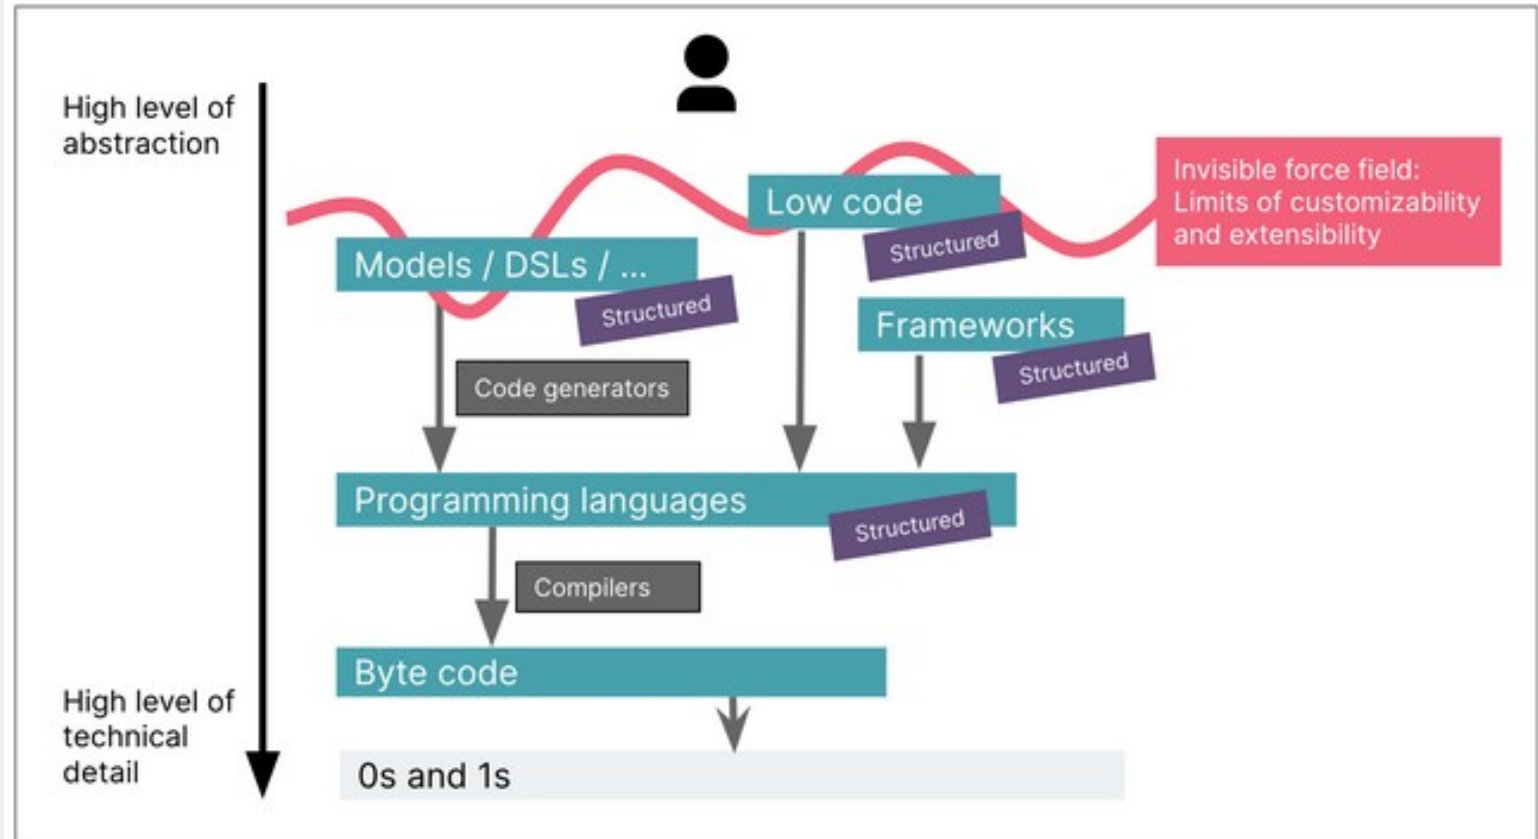 High level of
abstraction
Invisible force field:
Limits of customizability
and extensibility
Low code
Structured
Models / DSLs / ...
Structured
Frameworks
Structured
Code generators
Programming languages
Structured
Compilers
Byte code
High level of
technical
detail
0s and 1s